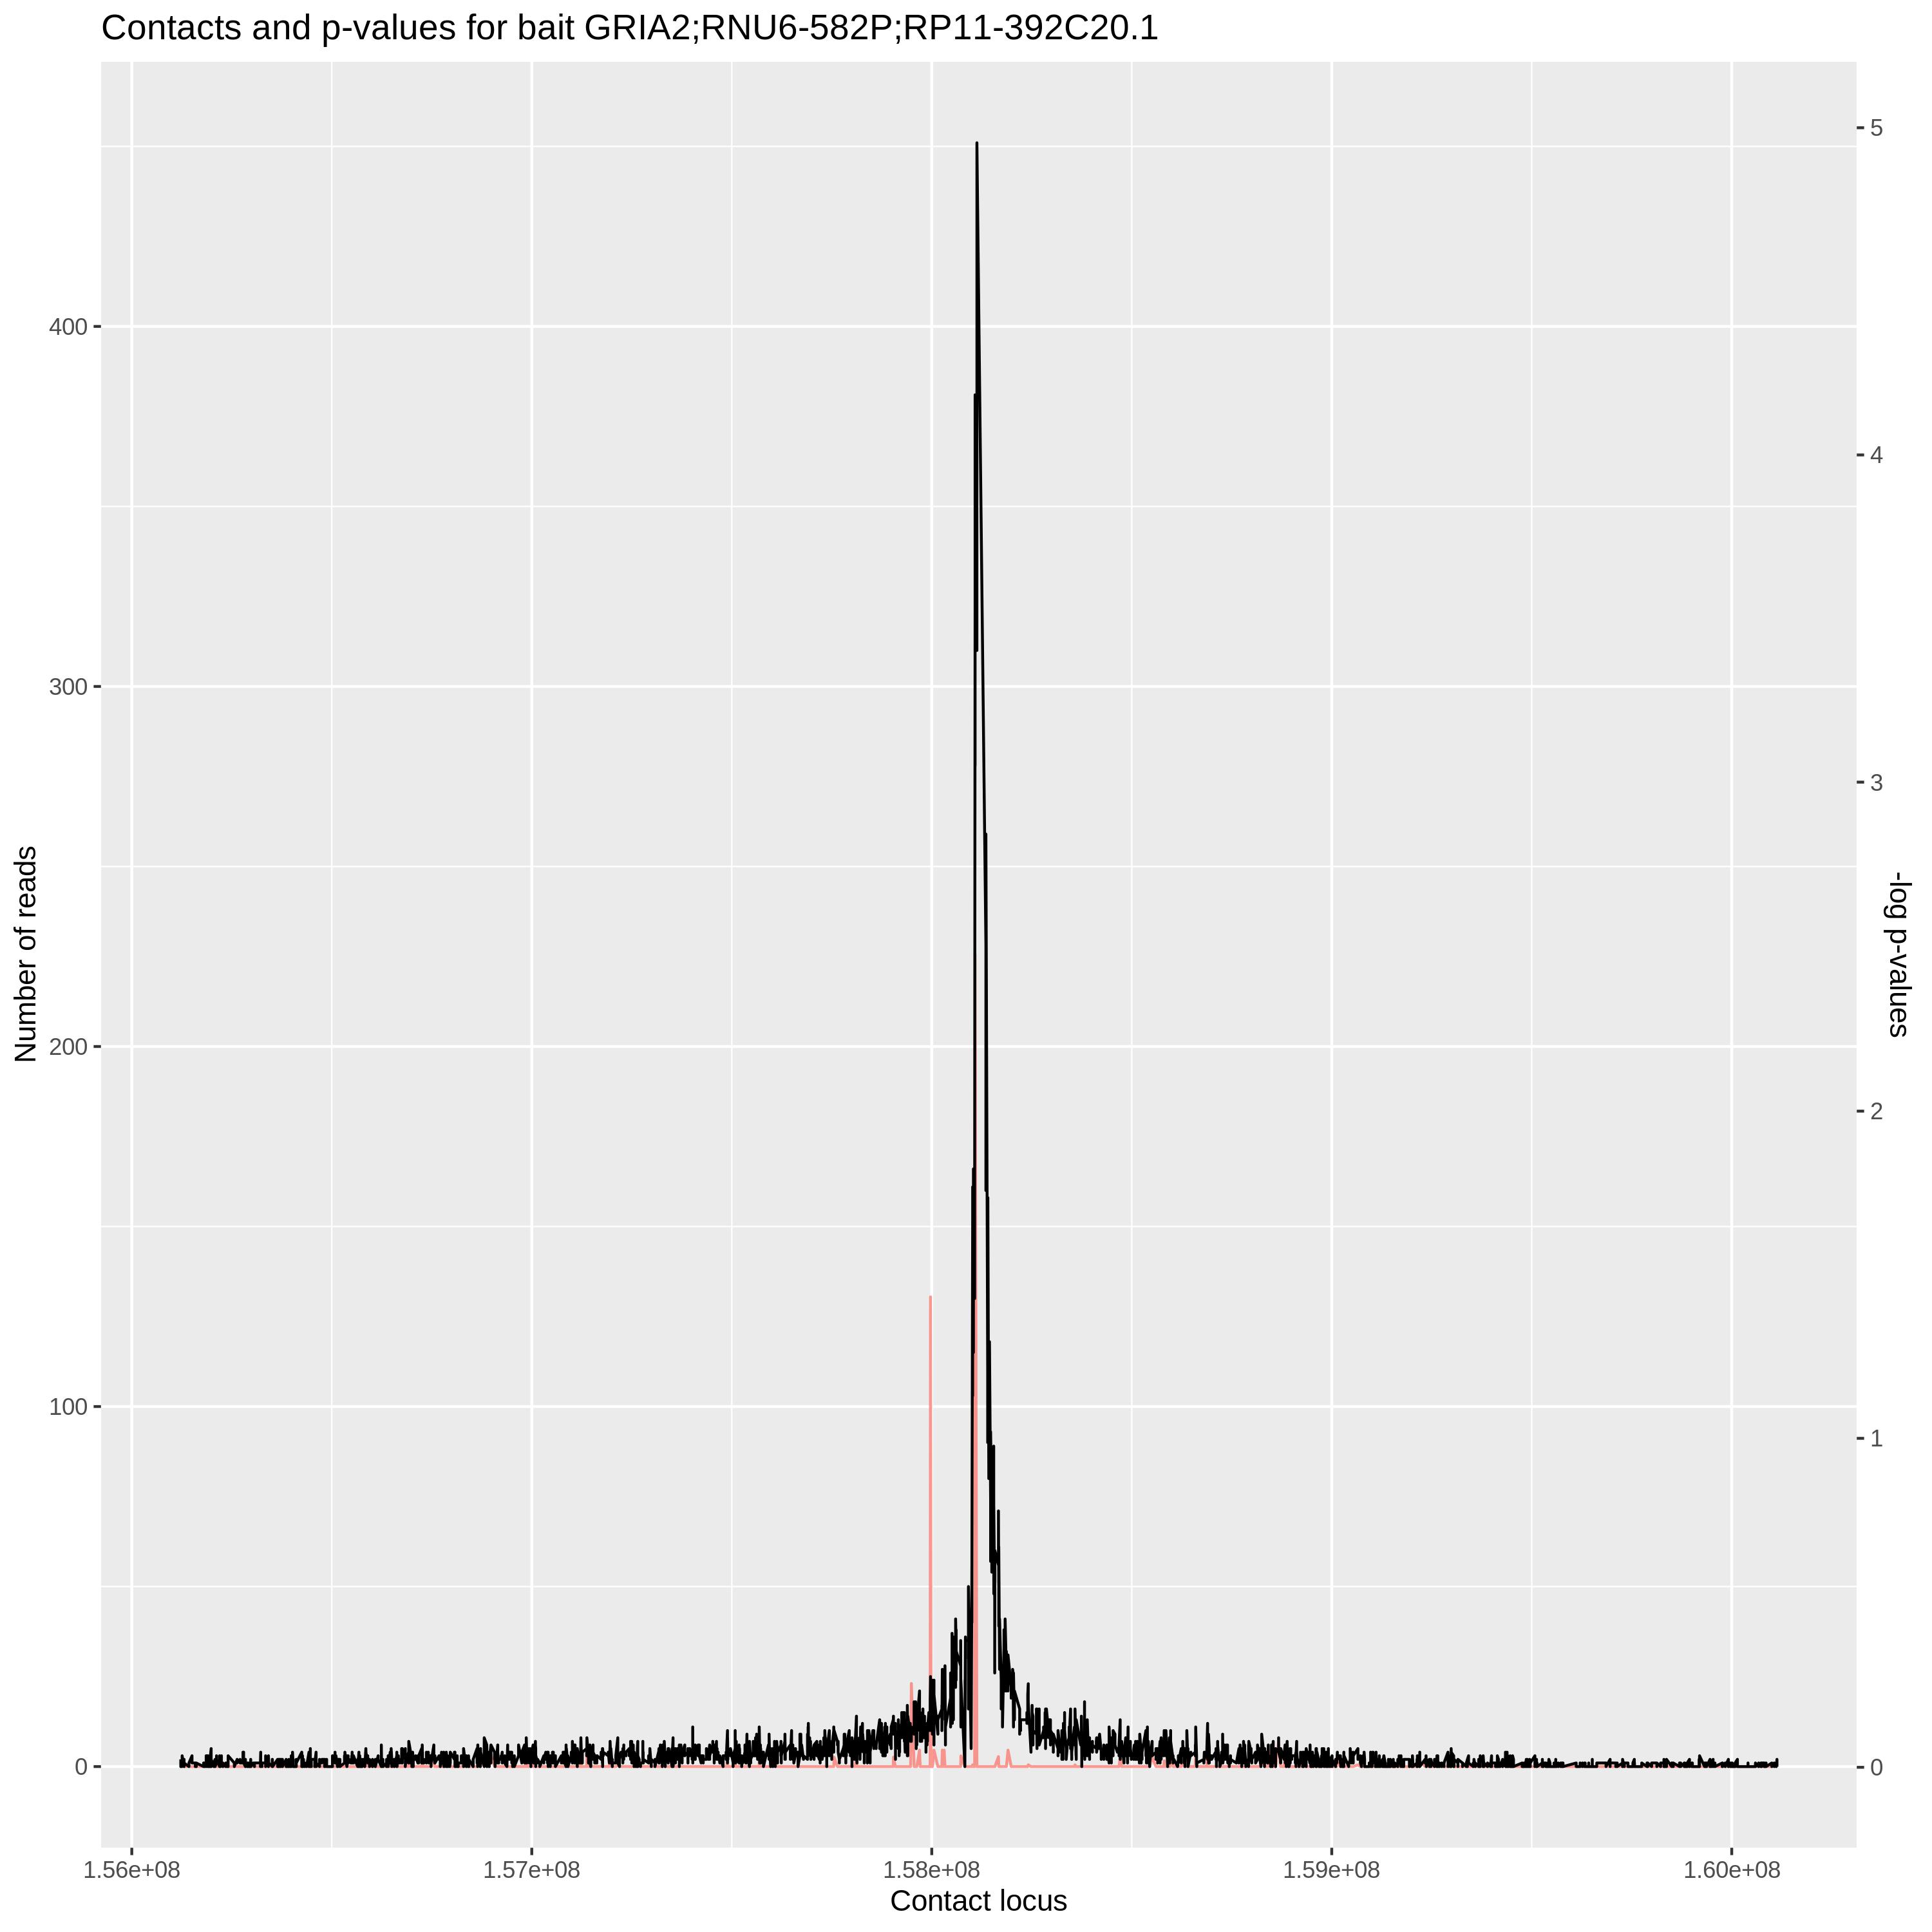 Contacts and p-values for bait GRIA2;RNU6-582P;RP11-392C20.1
Number of reads
400
300
200
100
0
5
4
3
2
1
0
-log p-values
1.56e+08
1.57e+08
1.58e+08
1.59e+08
1.60e+08
Contact locus